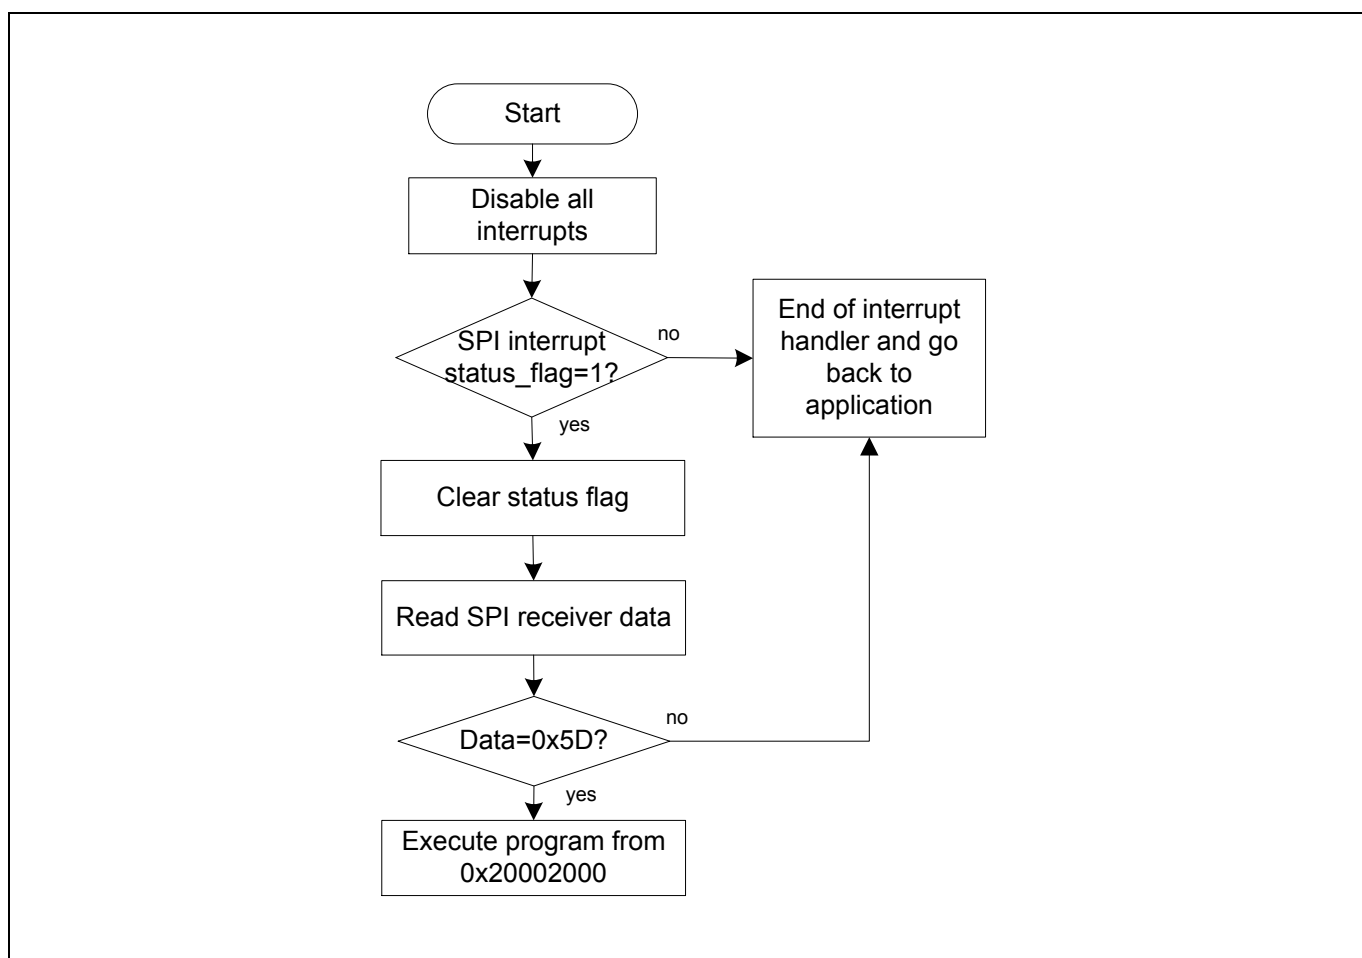 Start
Disable all
interrupts
SPI interrupt
status_flag=1?
no
End of interrupt
handler and go
back to
application
yes
Clear status flag
Read SPI receiver data
Data=0x5D?
no
yes
Execute program from
0x20002000